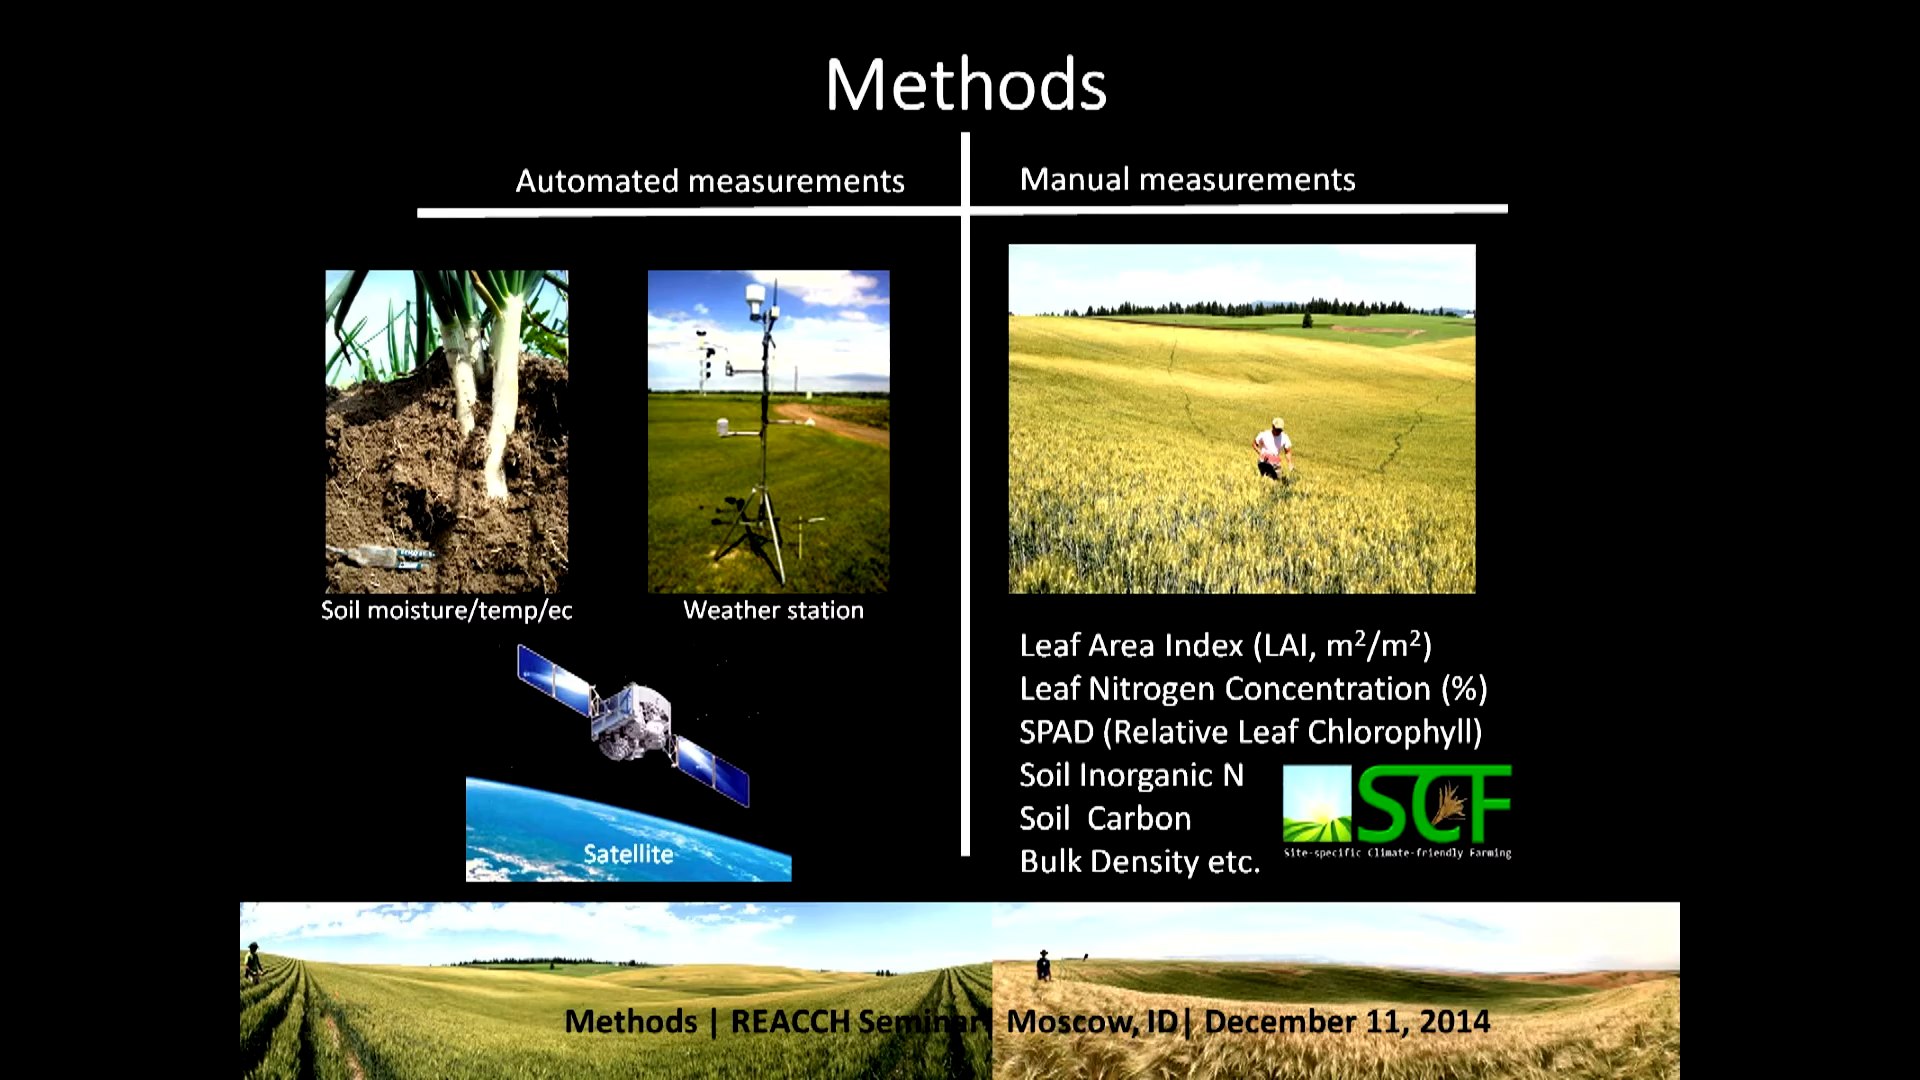 Methods
Automated measurements
Manual measurements
Soil moisture/temp/ec
Weather station
Satellite
Leaf Area Index (LAI, m²/m²)
Leaf Nitrogen Concentration (%)
SPAD (Relative Leaf Chlorophyll)
Soil Inorganic N
Soil Carbon
Bulk Density etc.
SCF
Site-specific Climate-friendly Farming
Methods | REACCH Seminar| Moscow, ID| December 11, 2014